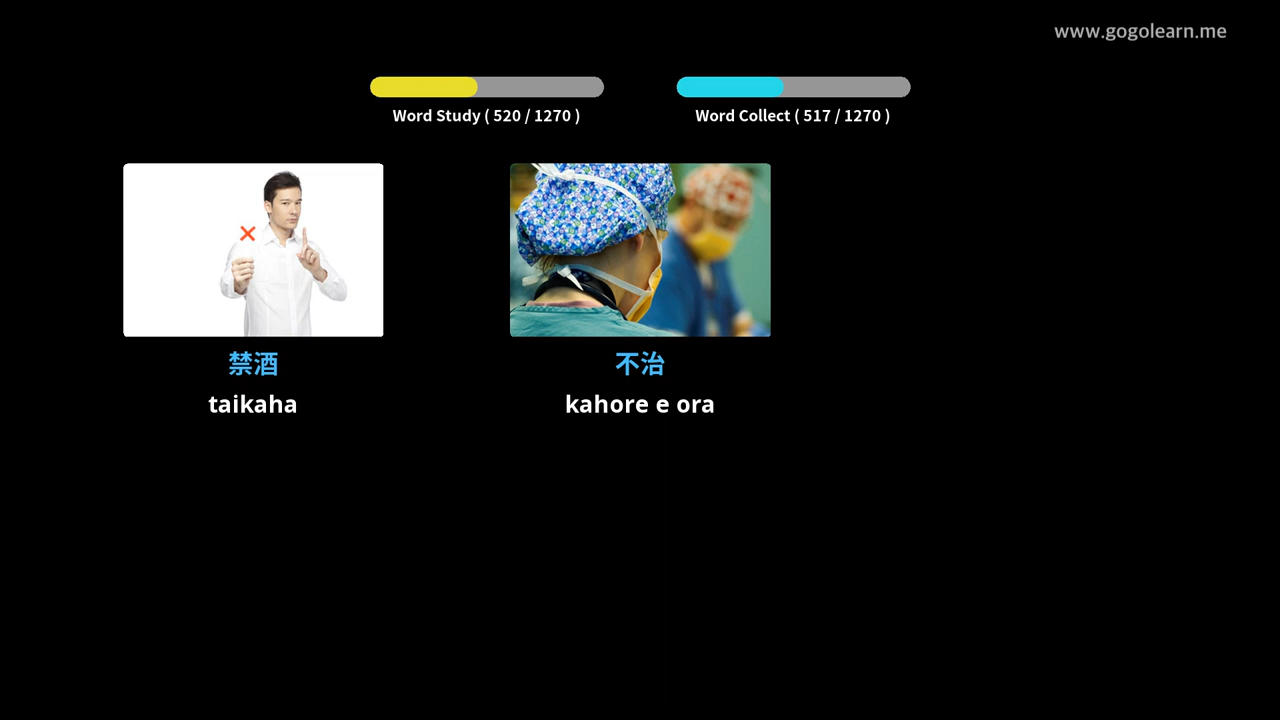 www.gogolearn.me
Word Study ( 520 / 1270 )
Word Collect ( 517 / 1270 )
禁酒
taikaha
不治
kahore e ora